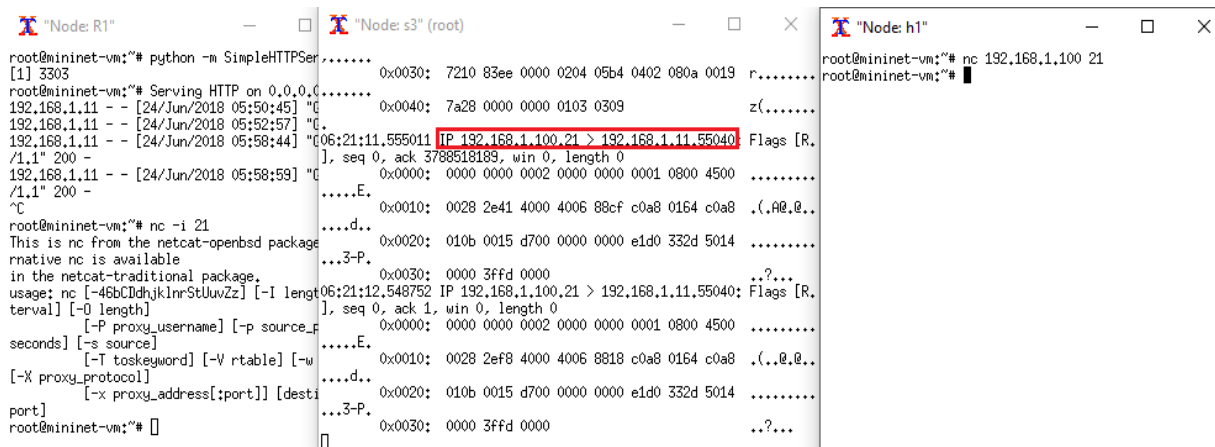 "Node: R1"
root@mininet-vm:~# python -m SimpleHTTPSer
[1] 3303
root@mininet-vm:~# Serving HTTP on 0.0.0.0
192.168.1.11 - - [24/Jun/2018 05:50:45] "G
192.168.1.11 - - [24/Jun/2018 05:52:57] "G
192.168.1.11 - - [24/Jun/2018 05:58:44] "G
/1.1" 200 -
192.168.1.11 - - [24/Jun/2018 05:58:59] "G
/1.1" 200 -
^C
root@mininet-vm:~# nc -i 21
This is nc from the netcat-openbsd package
rnative nc is available
in the netcat-traditional package.
usage: nc [-46bCDdhjklnrStUuvZz] [-I lengt
terval] [-O length]
[-P proxy_username] [-p source_p
seconds] [-s source]
[-T toskeyword] [-V rtable] [-w
[-X proxy_protocol]
[-x proxy_address[:port]] [desti
port]
root@mininet-vm:~#
"Node: s3" (root)
,......
0x0030: 7210 83ee 0000 0204 05b4 0402 080a 0019 r........
.......
0x0040: 7a28 0000 0000 0103 0309 z(.......
.
06:21:11.555011 IP 192.168.1.100.21 > 192.168.1.11.55040: Flags [R.
], seq 0, ack 3788518189, win 0, length 0
0x0000: 0000 0000 0002 0000 0000 0001 0800 4500 .........
.....E.
0x0010: 0028 2e41 4000 4006 88cf c0a8 0164 c0a8 .(.A@.@..
....d..
0x0020: 010b 0015 d700 0000 0000 e1d0 332d 5014 .........
...3-P.
0x0030: 0000 3ffd 0000 ..?...
06:21:12.548752 IP 192.168.1.100.21 > 192.168.1.11.55040: Flags [R.
], seq 0, ack 1, win 0, length 0
0x0000: 0000 0000 0002 0000 0000 0001 0800 4500 .........
.....E.
0x0010: 0028 2ef8 4000 4006 8818 c0a8 0164 c0a8 .(..@.@..
....d..
0x0020: 010b 0015 d700 0000 0000 e1d0 332d 5014 .........
...3-P.
0x0030: 0000 3ffd 0000 ..?...
"Node: h1"
root@mininet-vm:~# nc 192.168.1.100 21
root@mininet-vm:~#